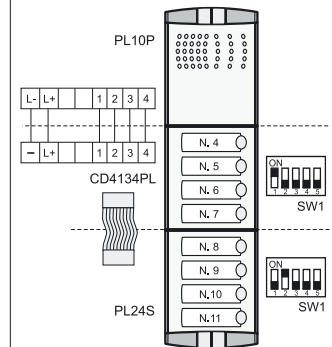 PL10P
L- L+ 1 2 3 4
– L+ 1 2 3 4
CD4134PL
N. 4
N. 5
N. 6
N. 7
ON
1 2 3 4 5
SW1
N. 8
N. 9
N.10
N.11
ON
1 2 3 4 5
SW1
PL24S